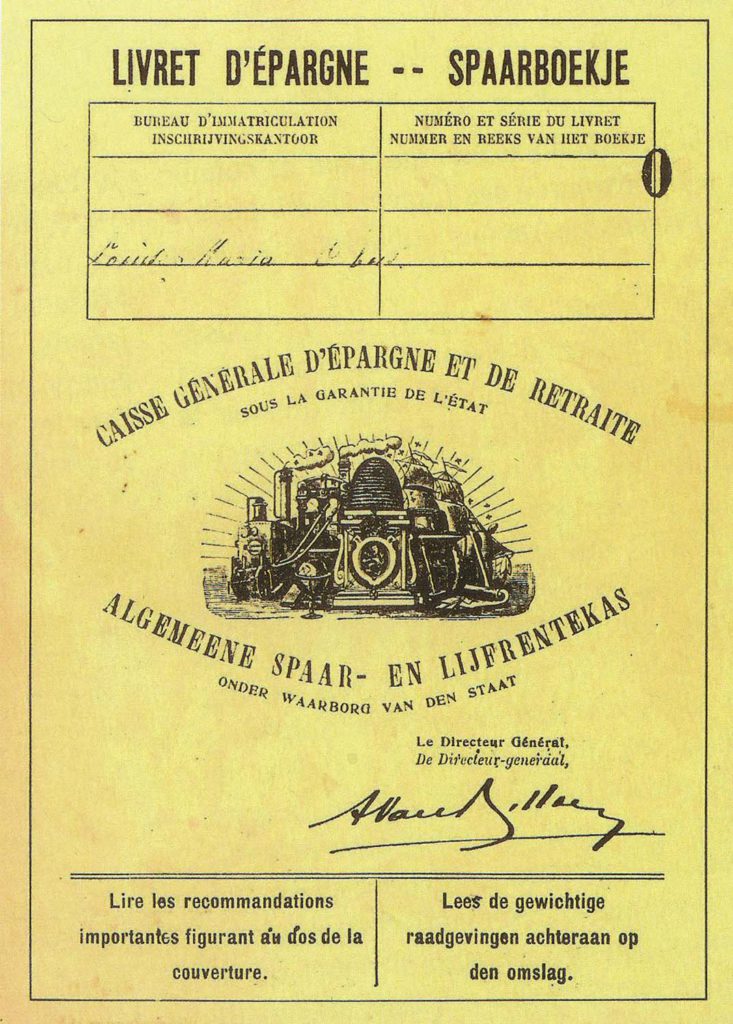 LIVRET D'ÉPARGNE -- SPAARBOEKJE
BUREAU D'IMMATRICULATION
INSCHRIJVINGSKANTOOR
NUMÉRO ET SÉRIE DU LIVRET
NUMMER EN REEKS VAN HET BOEKJE
Louis Maria
CAISSE GÉNÉRALE D'ÉPARGNE ET DE RETRAITE
SOUS LA GARANTIE DE L'ÉTAT
ALGEMEENE SPAAR- EN LIJFRENTEKAS
ONDER WAARBORG VAN DEN STAAT
Le Directeur Général,
De Directeur-generaal,
Lire les recommandations
importantes figurant au dos de la
couverture.
Lees de gewichtige
raadgevingen achteraan op
den omslag.